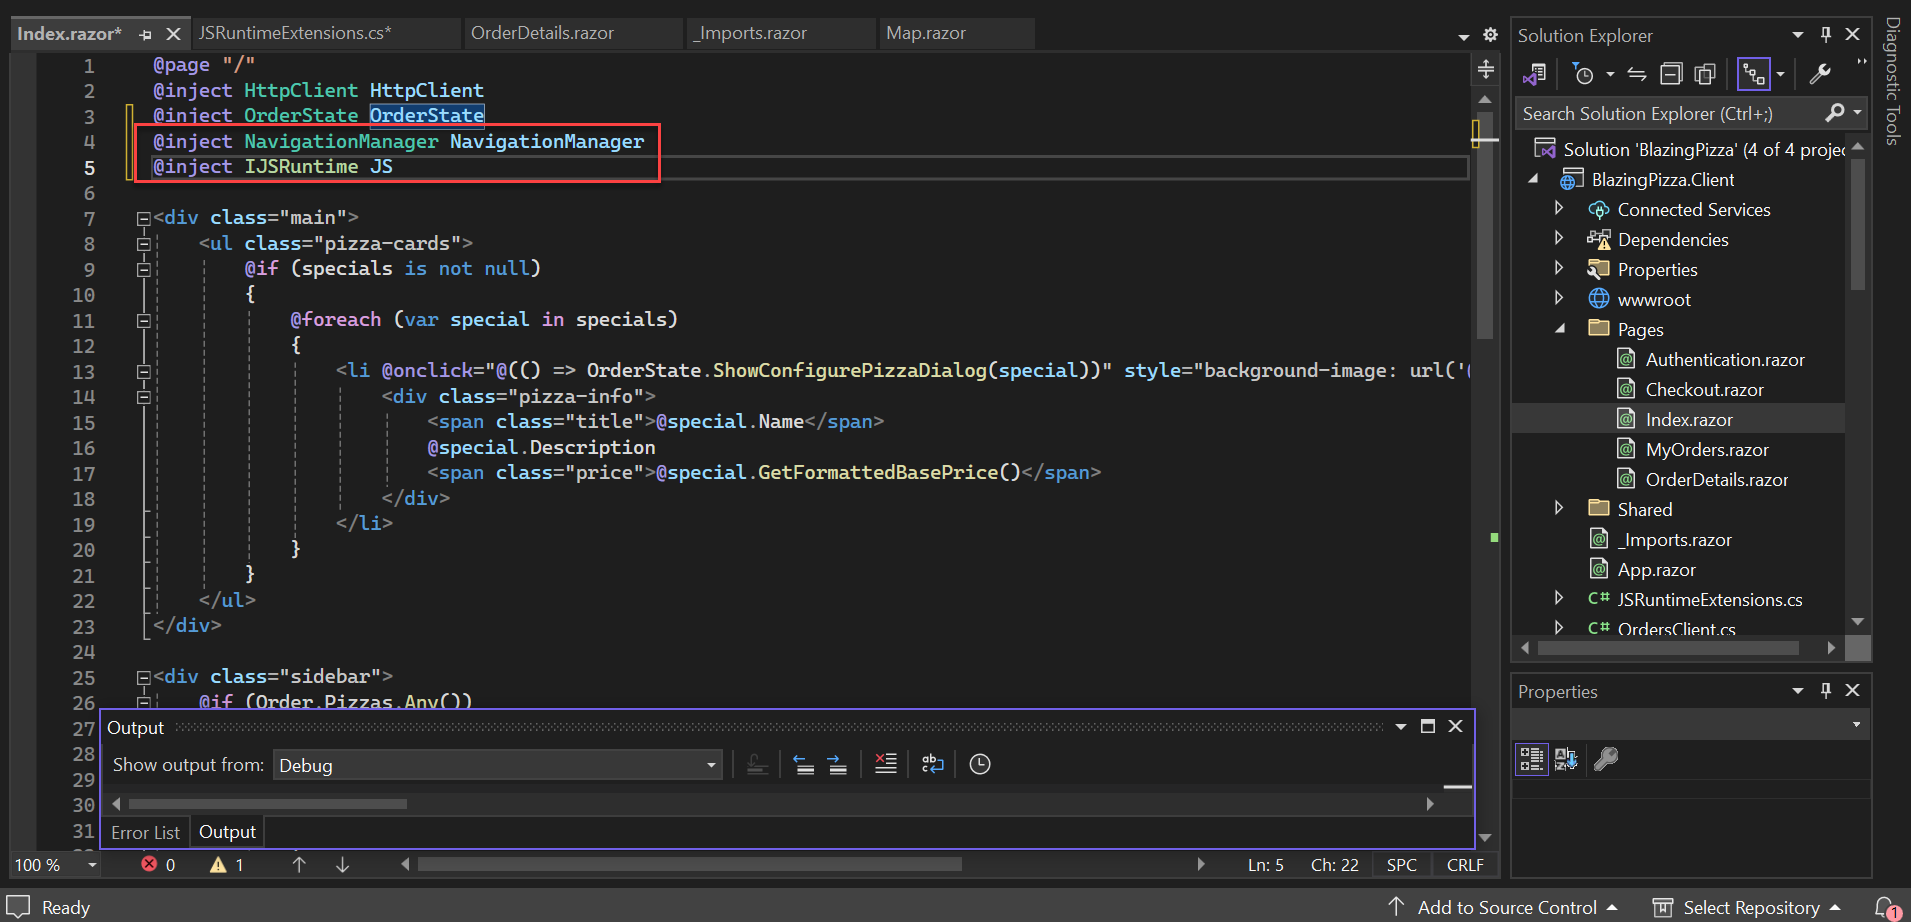 Index.razor*
JSRuntimeExtensions.cs*
OrderDetails.razor
_Imports.razor
Map.razor
1 @page "/"
2 @inject HttpClient HttpClient
3 @inject OrderState OrderState
4 @inject NavigationManager NavigationManager
5 @inject IJSRuntime JS
6
7 <div class="main">
8 <ul class="pizza-cards">
9 @if (specials is not null)
10 {
11 @foreach (var special in specials)
12 {
13 <li @onclick="@(() => OrderState.ShowConfigurePizzaDialog(special))" style="background-image: url('@
14 <div class="pizza-info">
15 <span class="title">@special.Name</span>
16 @special.Description
17 <span class="price">@special.GetFormattedBasePrice()</span>
18 </div>
19 </li>
20 }
21 }
22 </ul>
23 </div>
24
25 <div class="sidebar">
26 @if (Order.Pizzas.Any())
27
28
29
30
31
Output
Show output from: Debug
Error List Output
100 % 0 1 Ln: 5 Ch: 22 SPC CRLF
Solution Explorer
Search Solution Explorer (Ctrl+;)
Solution 'BlazingPizza' (4 of 4 projec
BlazingPizza.Client
Connected Services
Dependencies
Properties
wwwroot
Pages
Authentication.razor
Checkout.razor
Index.razor
MyOrders.razor
OrderDetails.razor
Shared
_Imports.razor
App.razor
C# JSRuntimeExtensions.cs
C# OrdersClient.cs
Properties
Diagnostic Tools
Ready
Add to Source Control
Select Repository
1